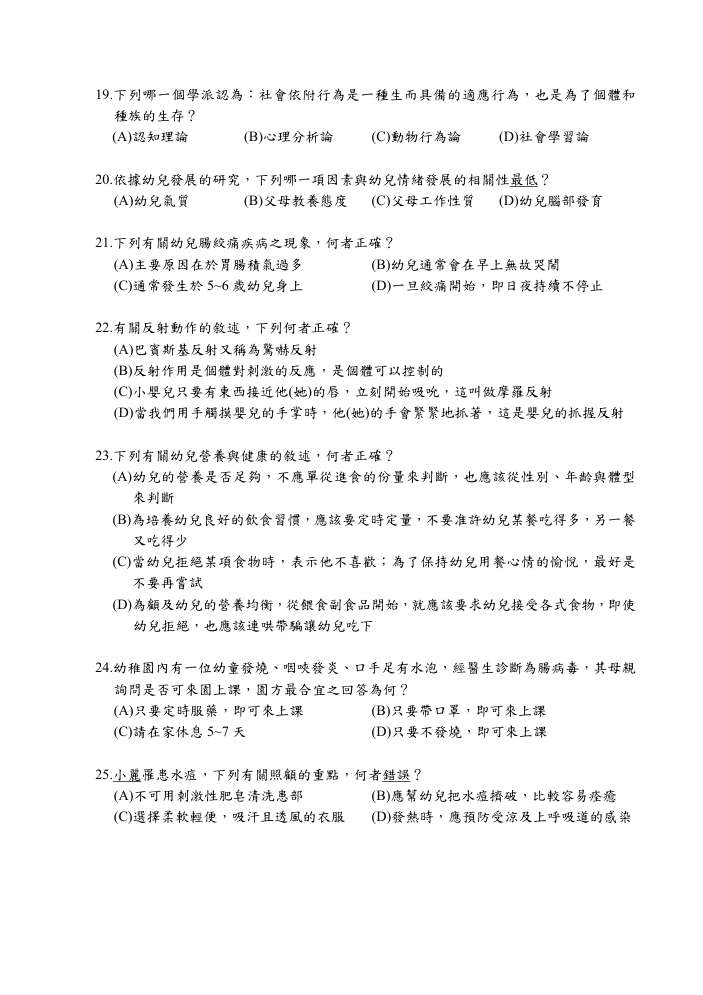 19.下列哪一個學派認為：社會依附行為是一種生而具備的適應行為，也是為了個體和
種族的生存？
(A)認知理論 (B)心理分析論 (C)動物行為論 (D)社會學習論
20.依據幼兒發展的研究，下列哪一項因素與幼兒情緒發展的相關性最低？
(A)幼兒氣質 (B)父母教養態度 (C)父母工作性質 (D)幼兒腦部發育
21.下列有關幼兒腸絞痛疾病之現象，何者正確？
(A)主要原因在於胃腸積氣過多 (B)幼兒通常會在早上無故哭鬧
(C)通常發生於 5~6 歲幼兒身上 (D)一旦絞痛開始，即日夜持續不停止
22.有關反射動作的敘述，下列何者正確？
(A)巴賓斯基反射又稱為驚嚇反射
(B)反射作用是個體對刺激的反應，是個體可以控制的
(C)小嬰兒只要有東西接近他(她)的唇，立刻開始吸吮，這叫做摩羅反射
(D)當我們用手觸摸嬰兒的手掌時，他(她)的手會緊緊地抓著，這是嬰兒的抓握反射
23.下列有關幼兒營養與健康的敘述，何者正確？
(A)幼兒的營養是否足夠，不應單從進食的份量來判斷，也應該從性別、年齡與體型
來判斷
(B)為培養幼兒良好的飲食習慣，應該要定時定量，不要准許幼兒某餐吃得多，另一餐
又吃得少
(C)當幼兒拒絕某項食物時，表示他不喜歡；為了保持幼兒用餐心情的愉悅，最好是
不要再嘗試
(D)為顧及幼兒的營養均衡，從餵食副食品開始，就應該要求幼兒接受各式食物，即使
幼兒拒絕，也應該連哄帶騙讓幼兒吃下
24.幼稚園內有一位幼童發燒、咽喉發炎、口手足有水泡，經醫生診斷為腸病毒，其母親
詢問是否可來園上課，園方最合宜之回答為何？
(A)只要定時服藥，即可來上課 (B)只要帶口罩，即可來上課
(C)請在家休息 5~7 天 (D)只要不發燒，即可來上課
25.小麗罹患水痘，下列有關照顧的重點，何者錯誤？
(A)不可用刺激性肥皂清洗患部 (B)應幫幼兒把水痘擠破，比較容易痊癒
(C)選擇柔軟輕便，吸汗且透風的衣服 (D)發熱時，應預防受涼及上呼吸道的感染